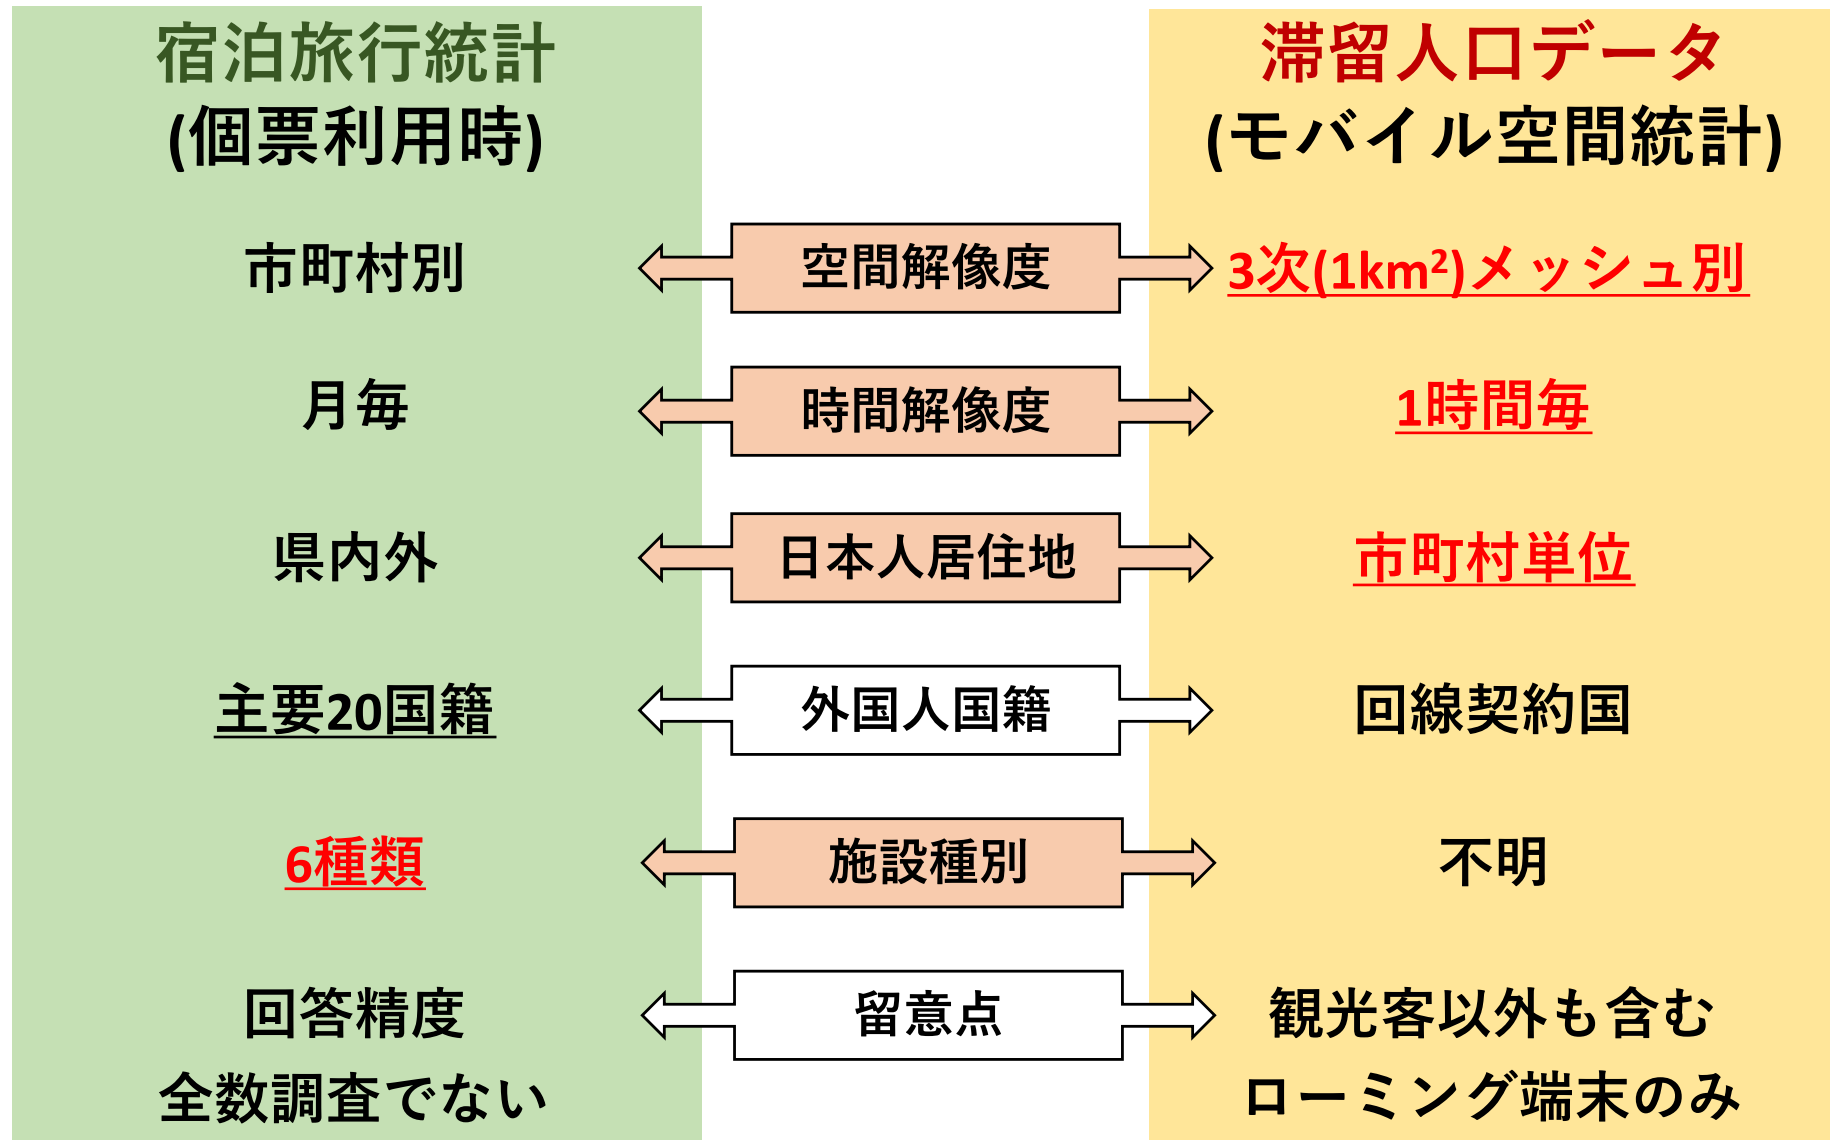 宿泊旅行統計
(個票利用時)
滞留人口データ
(モバイル空間統計)
市町村別
空間解像度
3次(1km²)メッシュ別
月毎
時間解像度
1時間毎
県内外
日本人居住地
市町村単位
主要20国籍
外国人国籍
回線契約国
6種類
施設種別
不明
回答精度
留意点
観光客以外も含む
全数調査でない
ローミング端末のみ